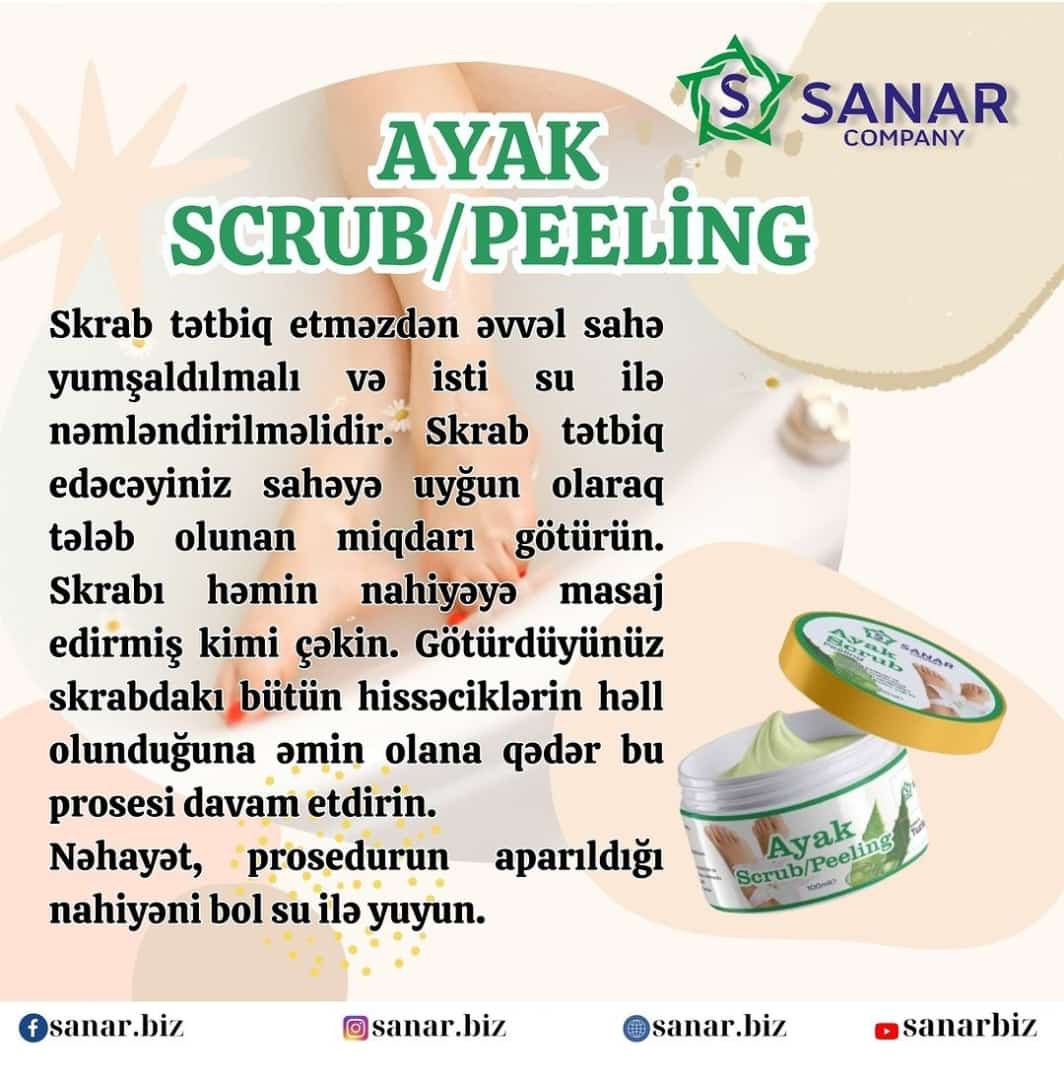 S
SANAR
COMPANY
AYAK
SCRUB/PEELİNG
Skrab tətbiq etməzdən əvvəl sahə
yumşaldılmalı və isti su ilə
nəmləndirilməlidir. Skrab tətbiq
edəcəyiniz sahəyə uyğun olaraq
tələb olunan miqdarı götürün.
Skrabı həmin nahiyəyə masaj
edirmiş kimi çəkin. Götürdüyünüz
skrabdakı bütün hissəciklərin həll
olunduğuna əmin olana qədər bu
prosesi davam etdirin.
Nəhayət, prosedurun aparıldığı
nahiyəni bol su ilə yuyun.
SANAR
Ayak
Scrub
Peeling
Ayak
Scrub/Peeling
100ml
sanar.biz
sanar.biz
sanar.biz
sanarbiz